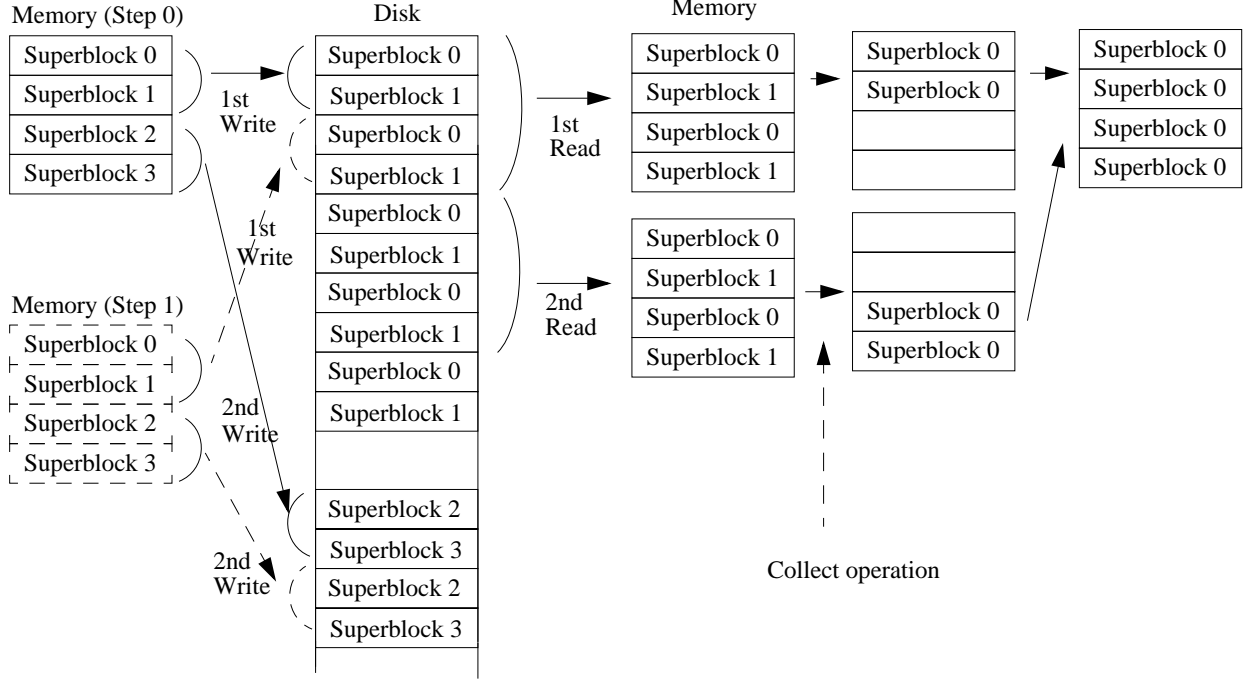 Memory (Step 0)
Superblock 0
Superblock 1
Superblock 2
Superblock 3
1st
Write
2nd
Write
Memory (Step 1)
Superblock 0
Superblock 1
Superblock 2
Superblock 3
1st
Write
2nd
Write
Disk
Superblock 0
Superblock 1
Superblock 0
Superblock 1
Superblock 0
Superblock 1
Superblock 0
Superblock 1
Superblock 0
Superblock 1
Superblock 2
Superblock 3
Superblock 2
Superblock 3
1st
Read
2nd
Read
Memory
Superblock 0
Superblock 1
Superblock 0
Superblock 1
Superblock 0
Superblock 1
Superblock 0
Superblock 1
Superblock 0
Superblock 0
Superblock 0
Superblock 0
Collect operation
Superblock 0
Superblock 0
Superblock 0
Superblock 0